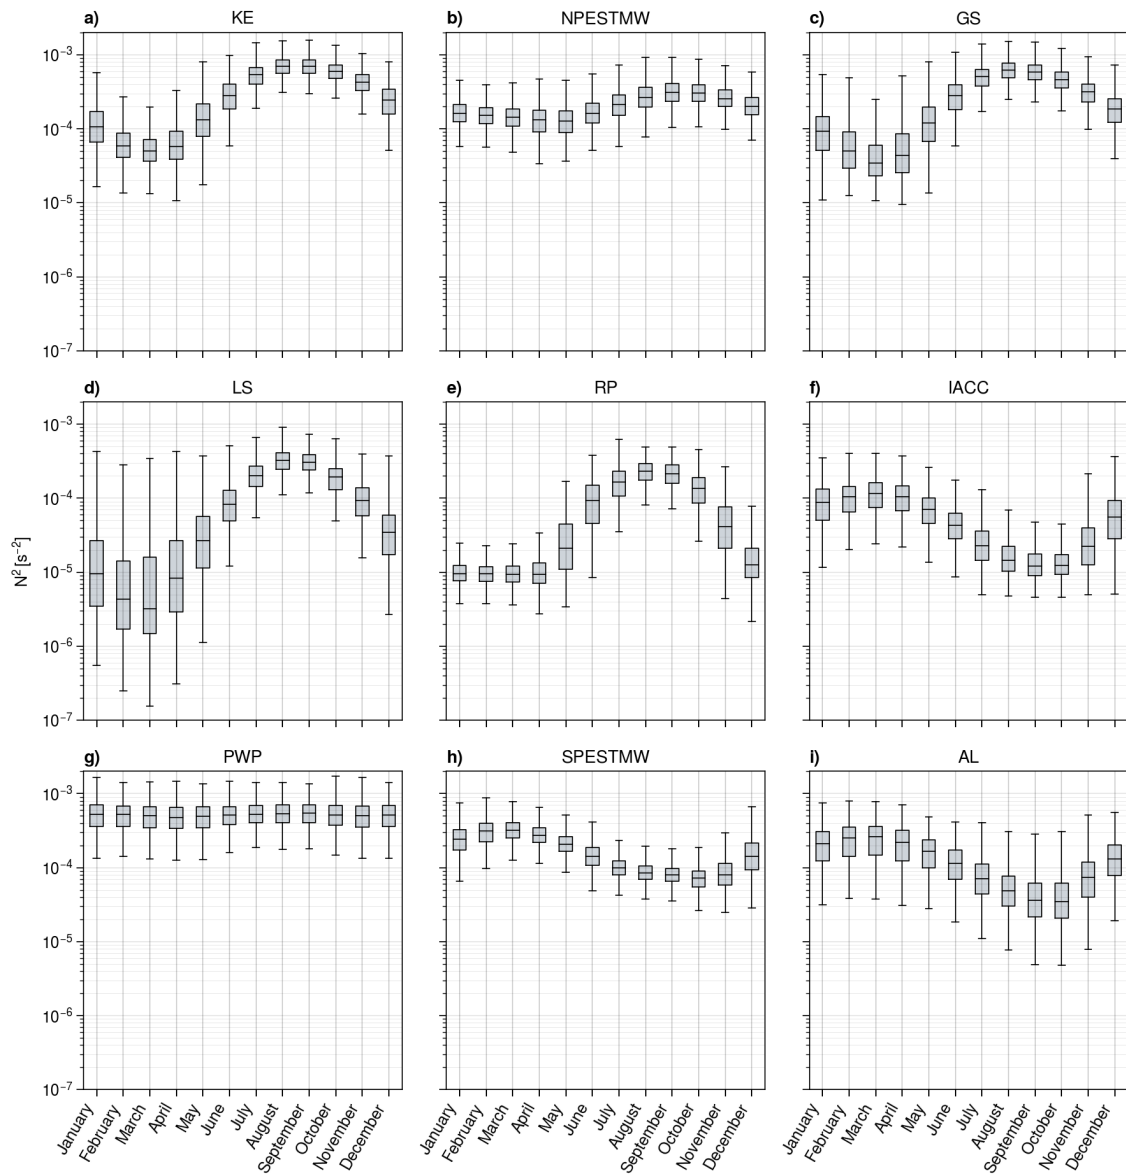 a) KE
b) NPESTMW
c) GS
10⁻³
10⁻⁴
10⁻⁵
10⁻⁶
10⁻⁷
d) LS
e) RP
f) IACC
10⁻³
10⁻⁴
10⁻⁵
10⁻⁶
10⁻⁷
N² [s⁻²]
g) PWP
h) SPESTMW
i) AL
10⁻³
10⁻⁴
10⁻⁵
10⁻⁶
10⁻⁷
January
February
March
April
May
June
July
August
September
October
November
December
January
February
March
April
May
June
July
August
September
October
November
December
January
February
March
April
May
June
July
August
September
October
November
December